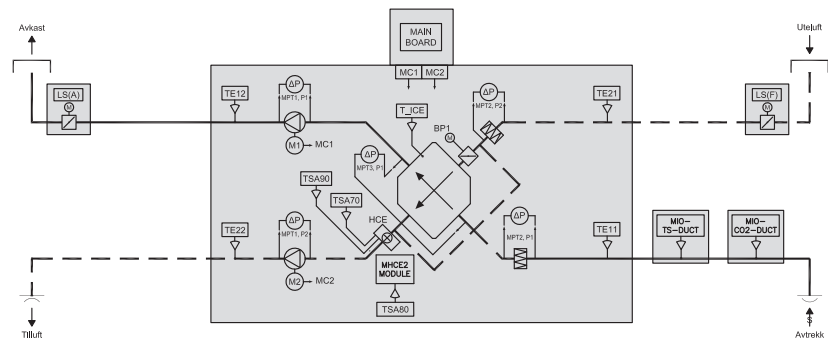 Avkast
Uteluft
MAIN
BOARD
MC1
MC2
LS(A)
M
TE12
ΔP
MPT1, P1
T_ICE
ΔP
MPT2, P2
TE21
LS(F)
M
BP1
M
M1
MC1
ΔP
MPT3, P1
TSA90
TSA70
HCE
TE22
ΔP
MPT1, P2
ΔP
MPT2, P1
TE11
MIO-
TS-DUCT
MIO-
CO2-DUCT
M2
MC2
MHCE2
MODULE
TSA80
S
Tilluft
Avtrekk